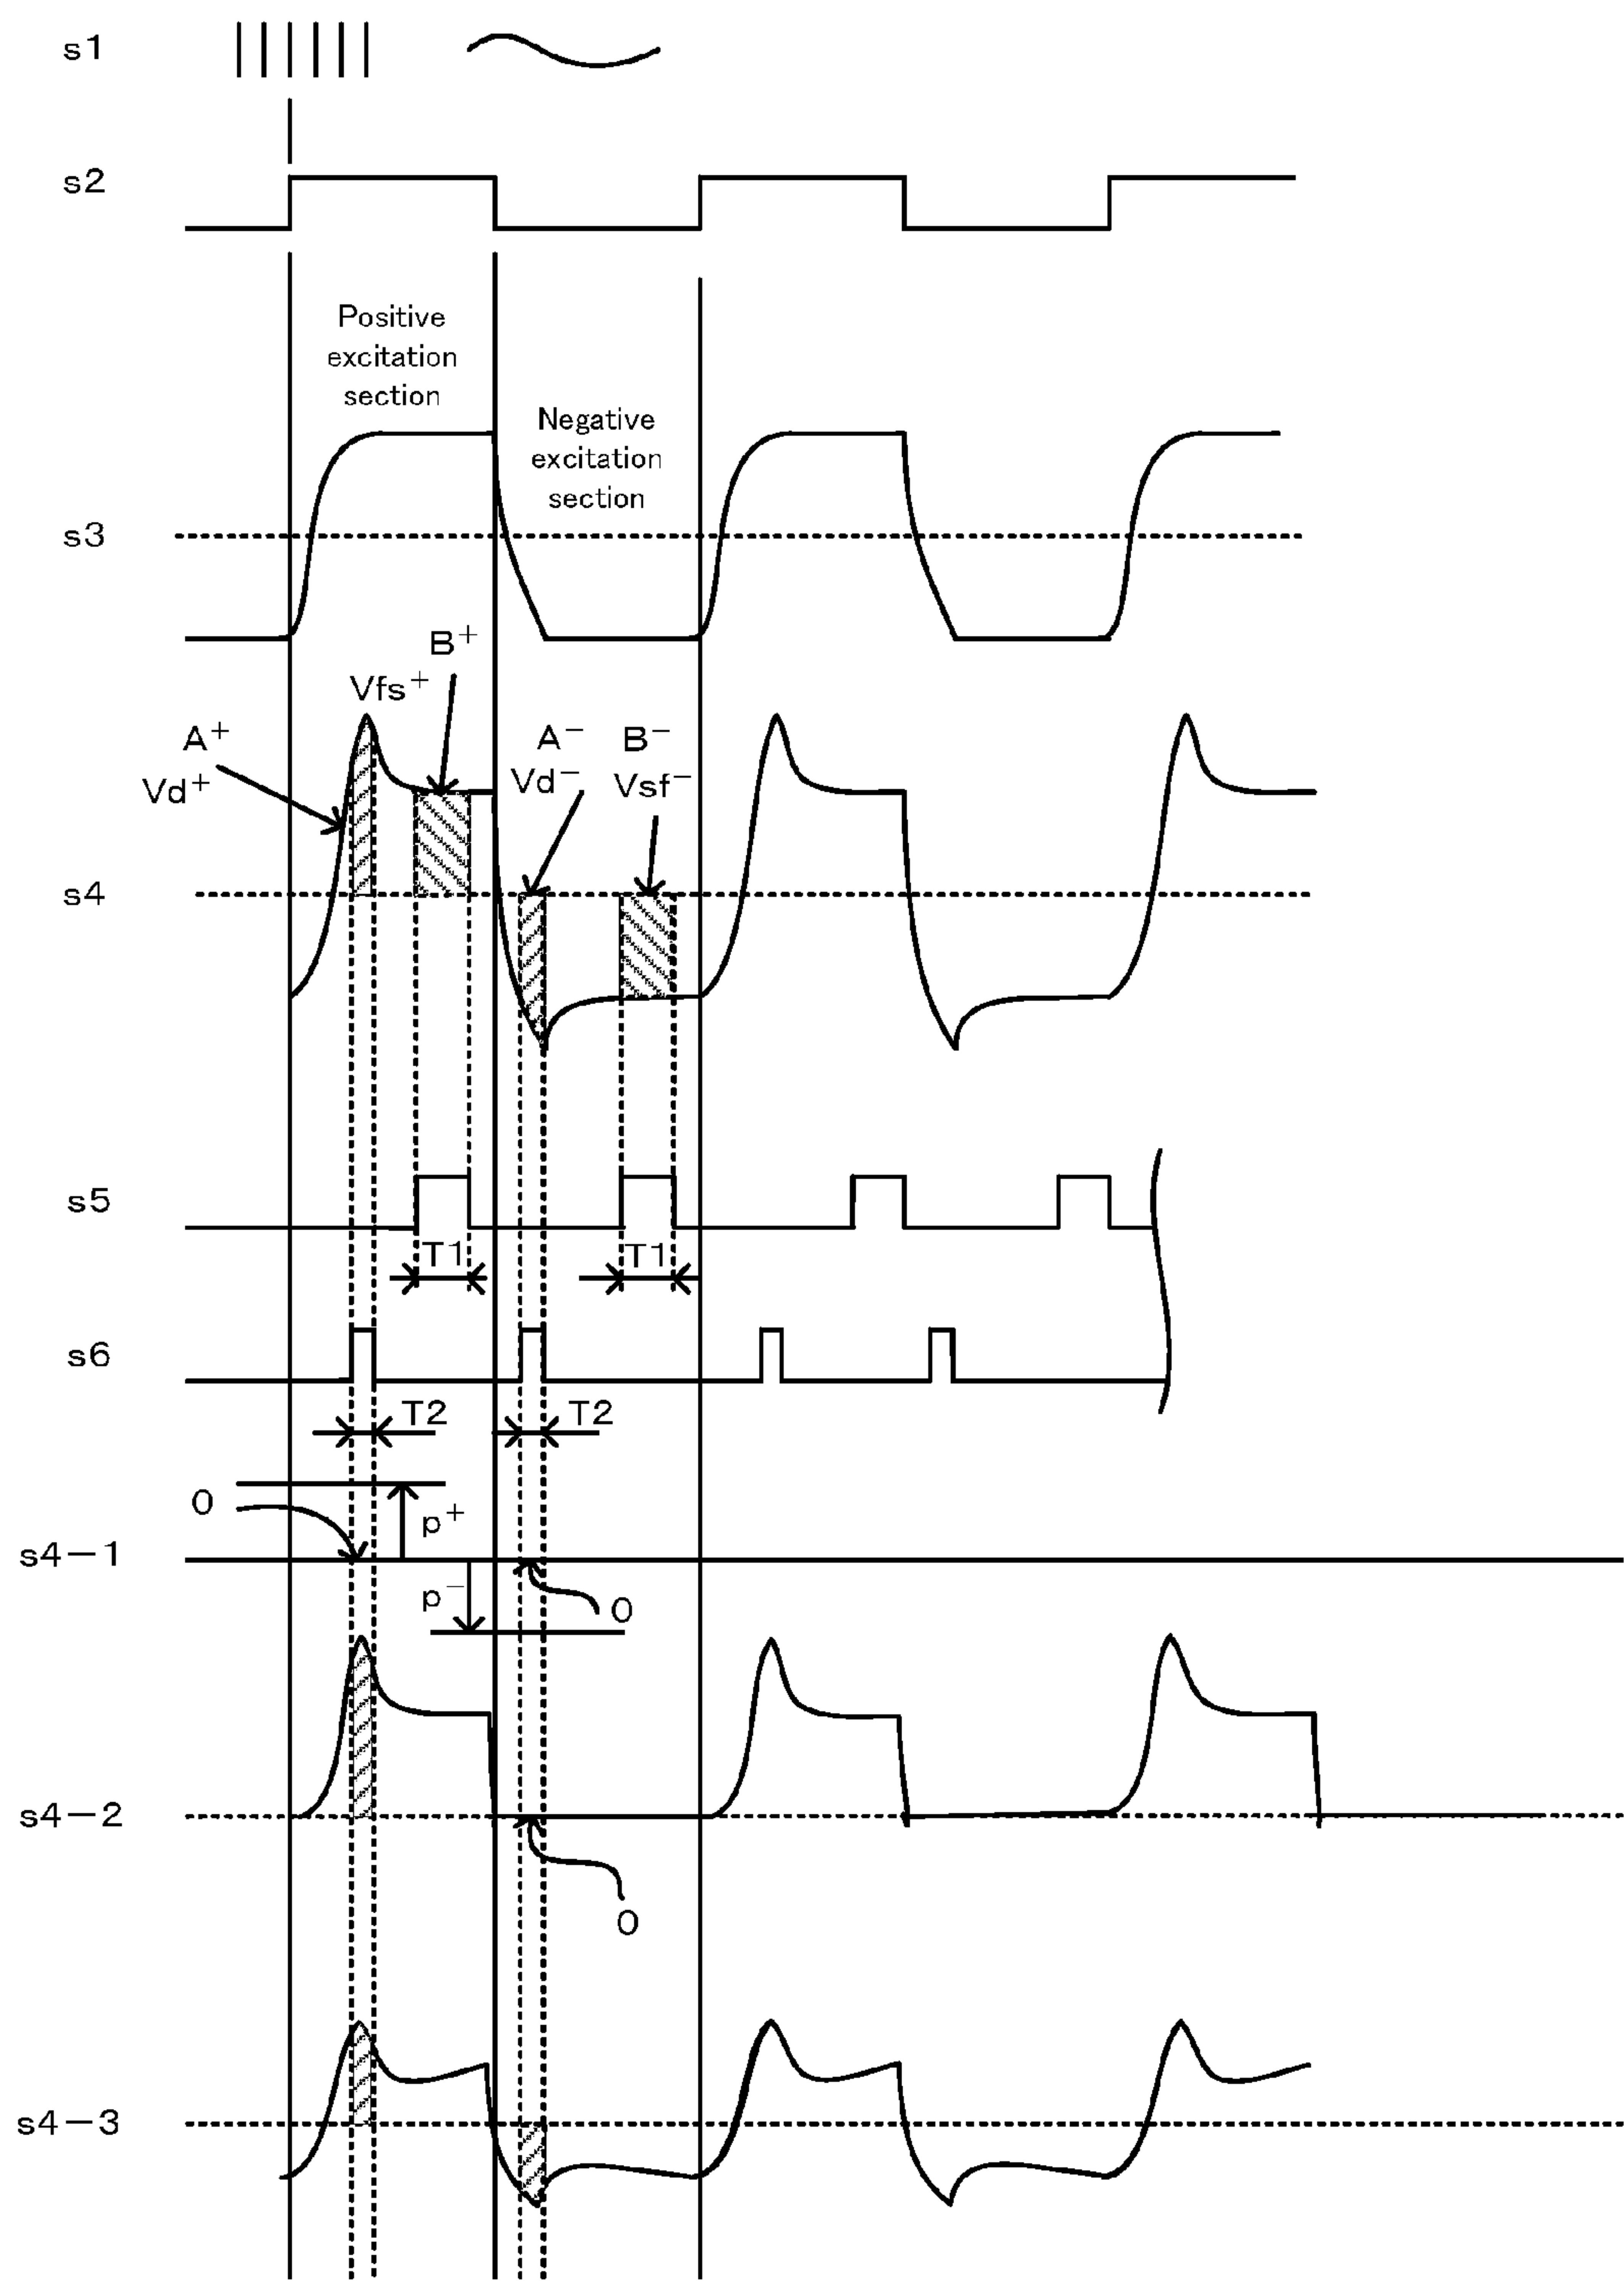 s1
s2
Positive
excitation
section
Negative
excitation
section
s3
B+
Vfs+
A+
Vd+
A−
Vd−
B−
Vsf−
s4
s5
T1
T1
s6
T2
T2
0
p+
s4−1
p−
0
s4−2
0
s4−3